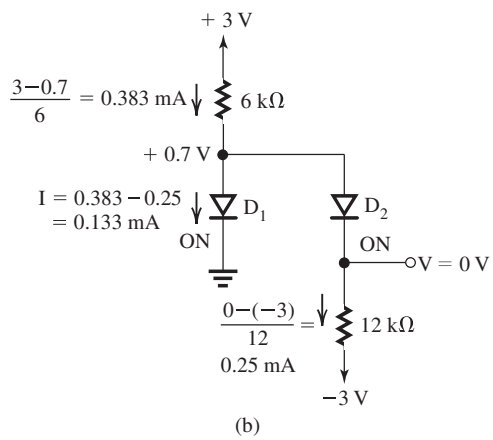 + 3 V
3−0.7
6
= 0.383 mA
6 kΩ
+ 0.7 V
I = 0.383 − 0.25
= 0.133 mA
D1
ON
D2
ON
V = 0 V
0−(−3)
12
=
0.25 mA
12 kΩ
−3 V
(b)